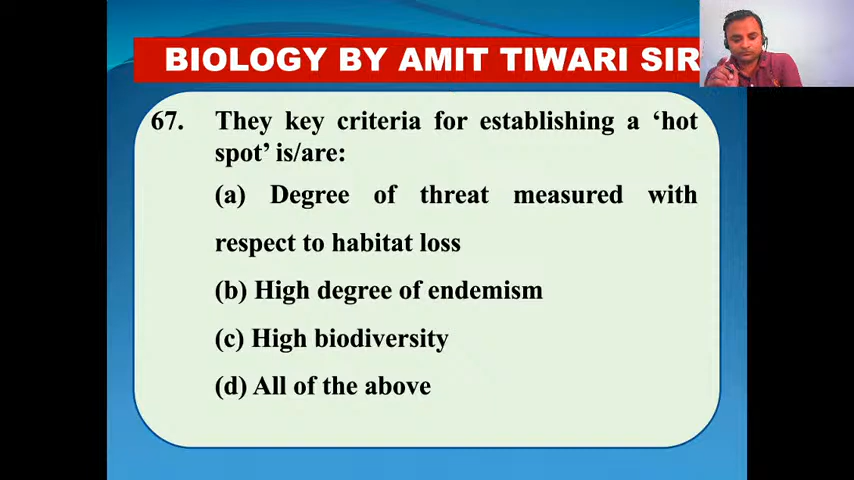 BIOLOGY BY AMIT TIWARI SIR
67. They key criteria for establishing a ‘hot
spot’ is/are:
(a) Degree of threat measured with
respect to habitat loss
(b) High degree of endemism
(c) High biodiversity
(d) All of the above